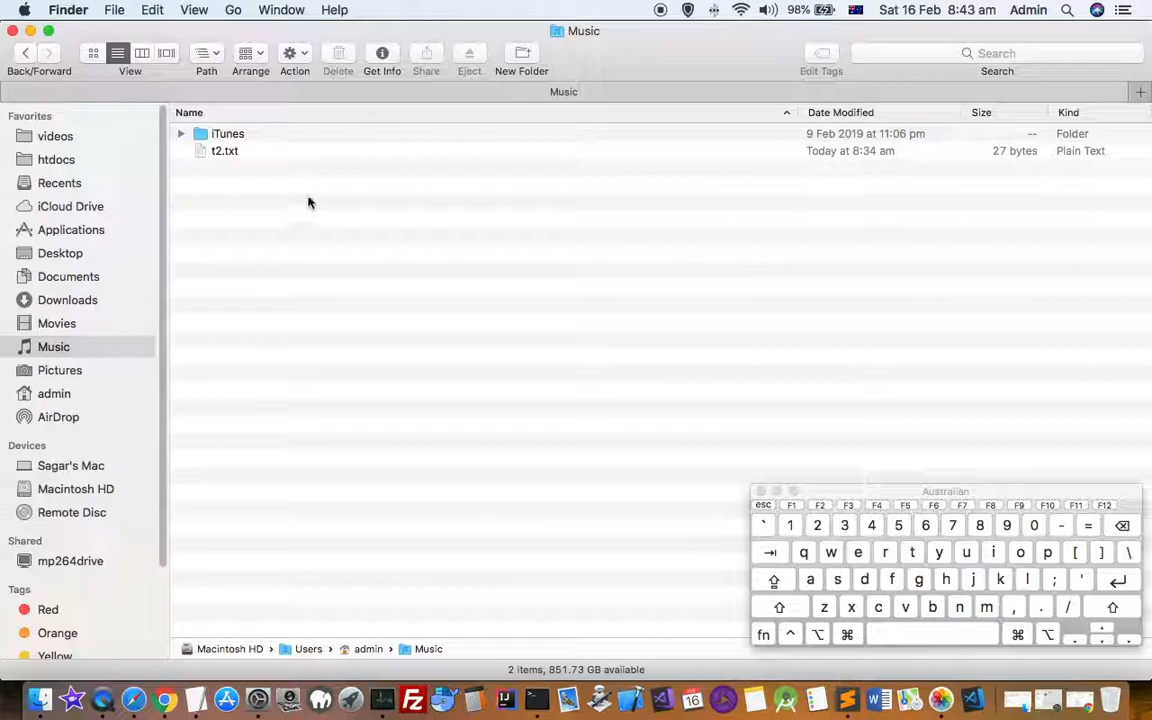 Finder File Edit View Go Window Help 98% Sat 16 Feb 8:43 am Admin
Music
Back/Forward View Path Arrange Action Delete Get Info Share Eject New Folder Edit Tags Search
Search
Music
Favorites
videos
htdocs
Recents
iCloud Drive
Applications
Desktop
Documents
Downloads
Movies
Music
Pictures
admin
AirDrop
Devices
Sagar's Mac
Macintosh HD
Remote Disc
Shared
mp264drive
Tags
Red
Orange
Yellow
Name Date Modified Size Kind
iTunes 9 Feb 2019 at 11:06 pm -- Folder
t2.txt Today at 8:34 am 27 bytes Plain Text
Australian
esc F1 F2 F3 F4 F5 F6 F7 F8 F9 F10 F11 F12
` 1 2 3 4 5 6 7 8 9 0 - =
q w e r t y u i o p [ ] \
a s d f g h j k l ; '
z x c v b n m , . /
fn ^ ⌥ ⌘ ⌘ ⌥
Macintosh HD › Users › admin › Music
2 items, 851.73 GB available
16